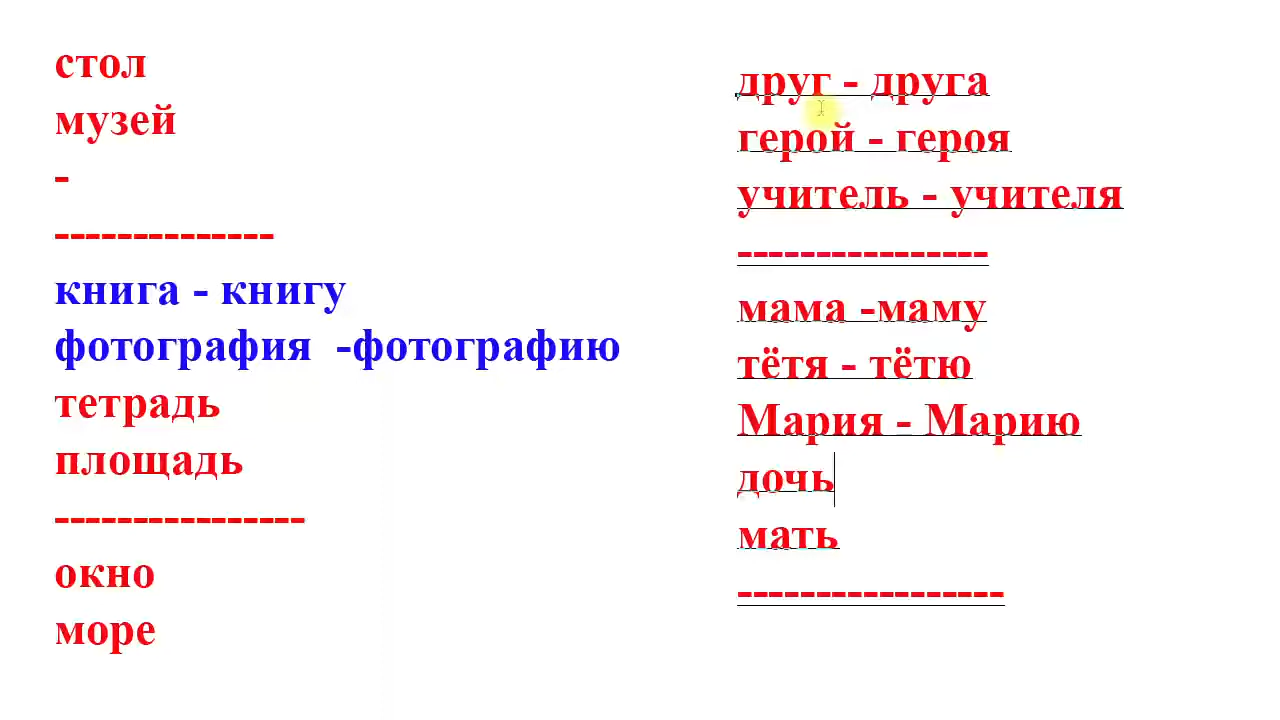 стол
музей
-
--------------
книга - книгу
фотография -фотографию
тетрадь
площадь
----------------
окно
море
друг - друга
герой - героя
учитель - учителя
----------------
мама -маму
тётя - тётю
Мария - Марию
дочь
мать
-----------------